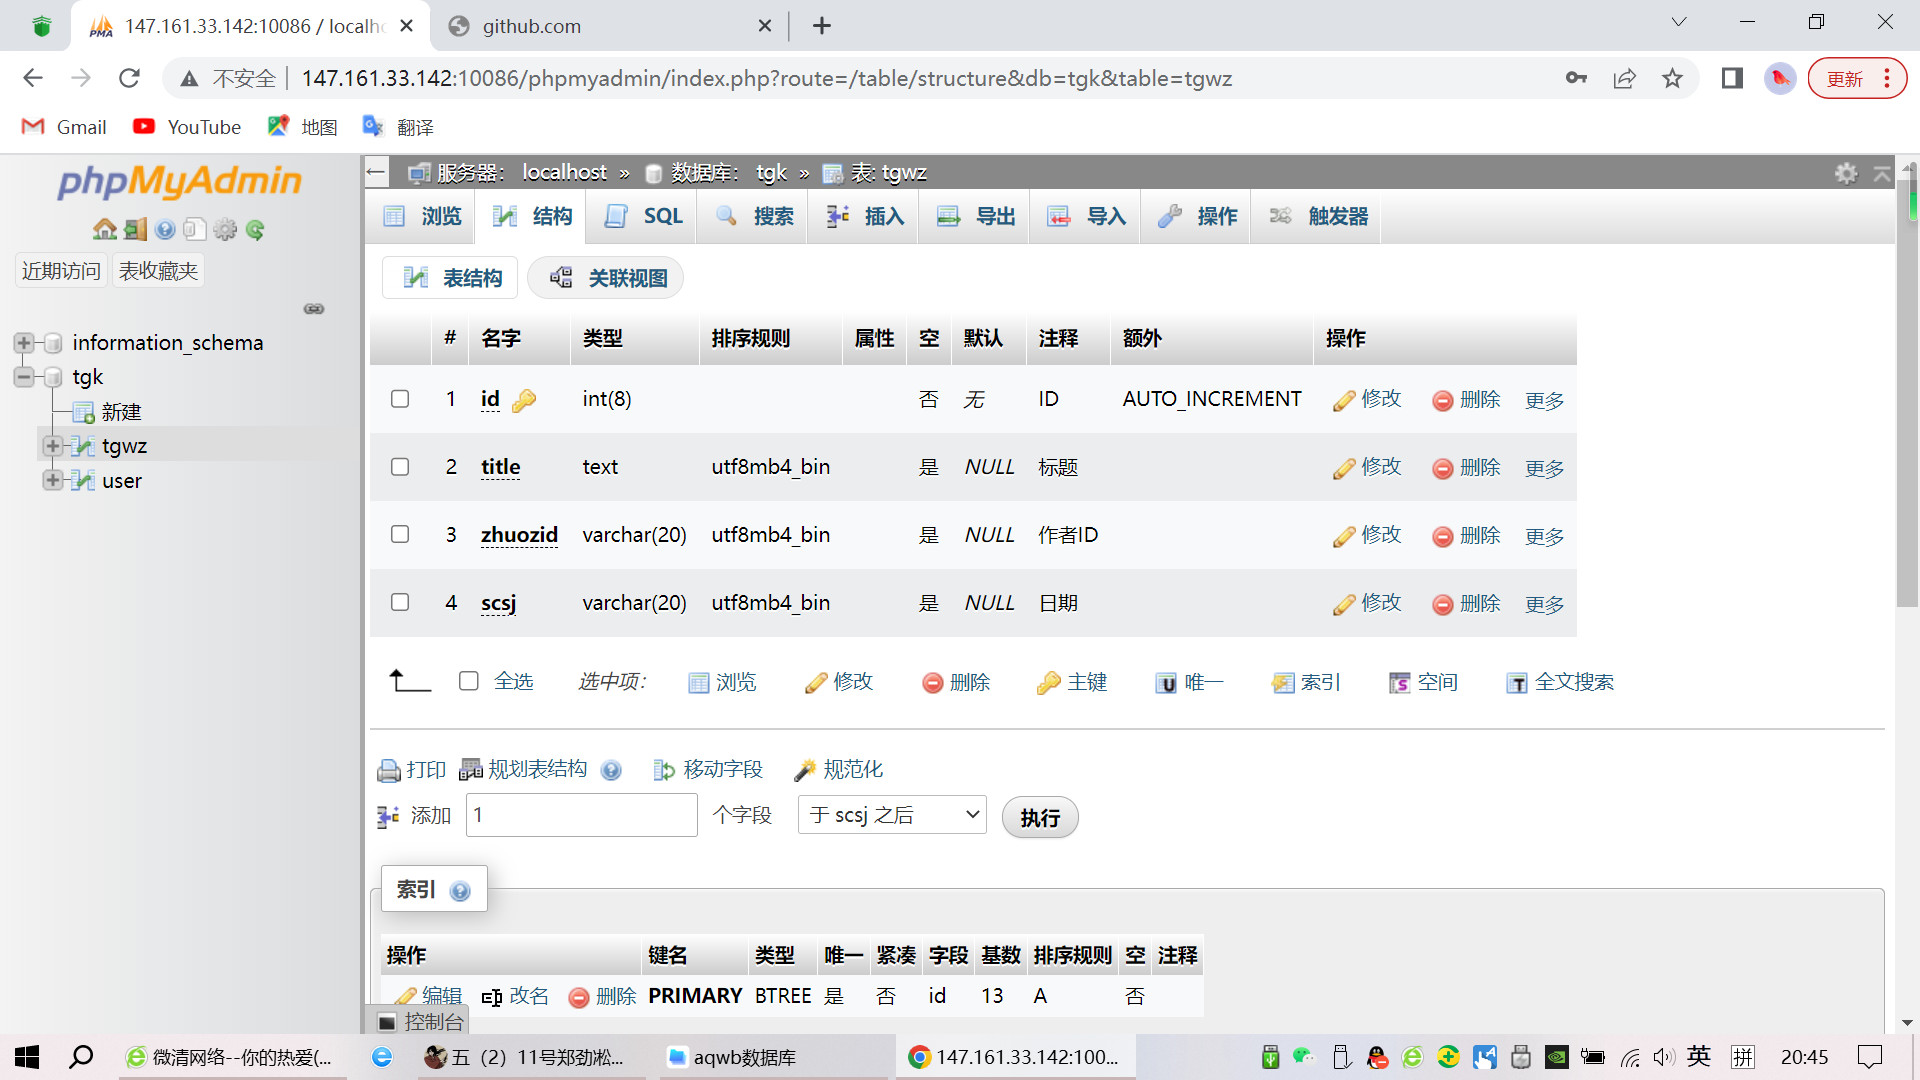 147.161.33.142:10086 / localho
github.com
不安全
147.161.33.142:10086/phpmyadmin/index.php?route=/table/structure&db=tgk&table=tgwz
更新
Gmail
YouTube
地图
翻译
phpMyAdmin
近期访问
表收藏夹
information_schema
tgk
新建
tgwz
user
服务器: localhost » 数据库: tgk » 表: tgwz
浏览 结构 SQL 搜索 插入 导出 导入 操作 触发器
表结构 关联视图
# 名字 类型 排序规则 属性 空 默认 注释 额外 操作
1 id int(8) 否 无 ID AUTO_INCREMENT 修改 删除 更多
2 title text utf8mb4_bin 是 NULL 标题 修改 删除 更多
3 zhuozid varchar(20) utf8mb4_bin 是 NULL 作者ID 修改 删除 更多
4 scsj varchar(20) utf8mb4_bin 是 NULL 日期 修改 删除 更多
全选 选中项: 浏览 修改 删除 主键 唯一 索引 空间 全文搜索
打印 规划表结构 移动字段 规范化
添加 1 个字段 于 scsj 之后 执行
索引
操作 键名 类型 唯一 紧凑 字段 基数 排序规则 空 注释
编辑 改名 删除 PRIMARY BTREE 是 否 id 13 A 否
控制台
微清网络--你的热爱(...
五（2）11号郑劲凇...
aqwb数据库
147.161.33.142:100...
英
拼
20:45